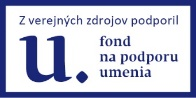 Z verejných zdrojov podporil
u.
fond
na podporu
umenia